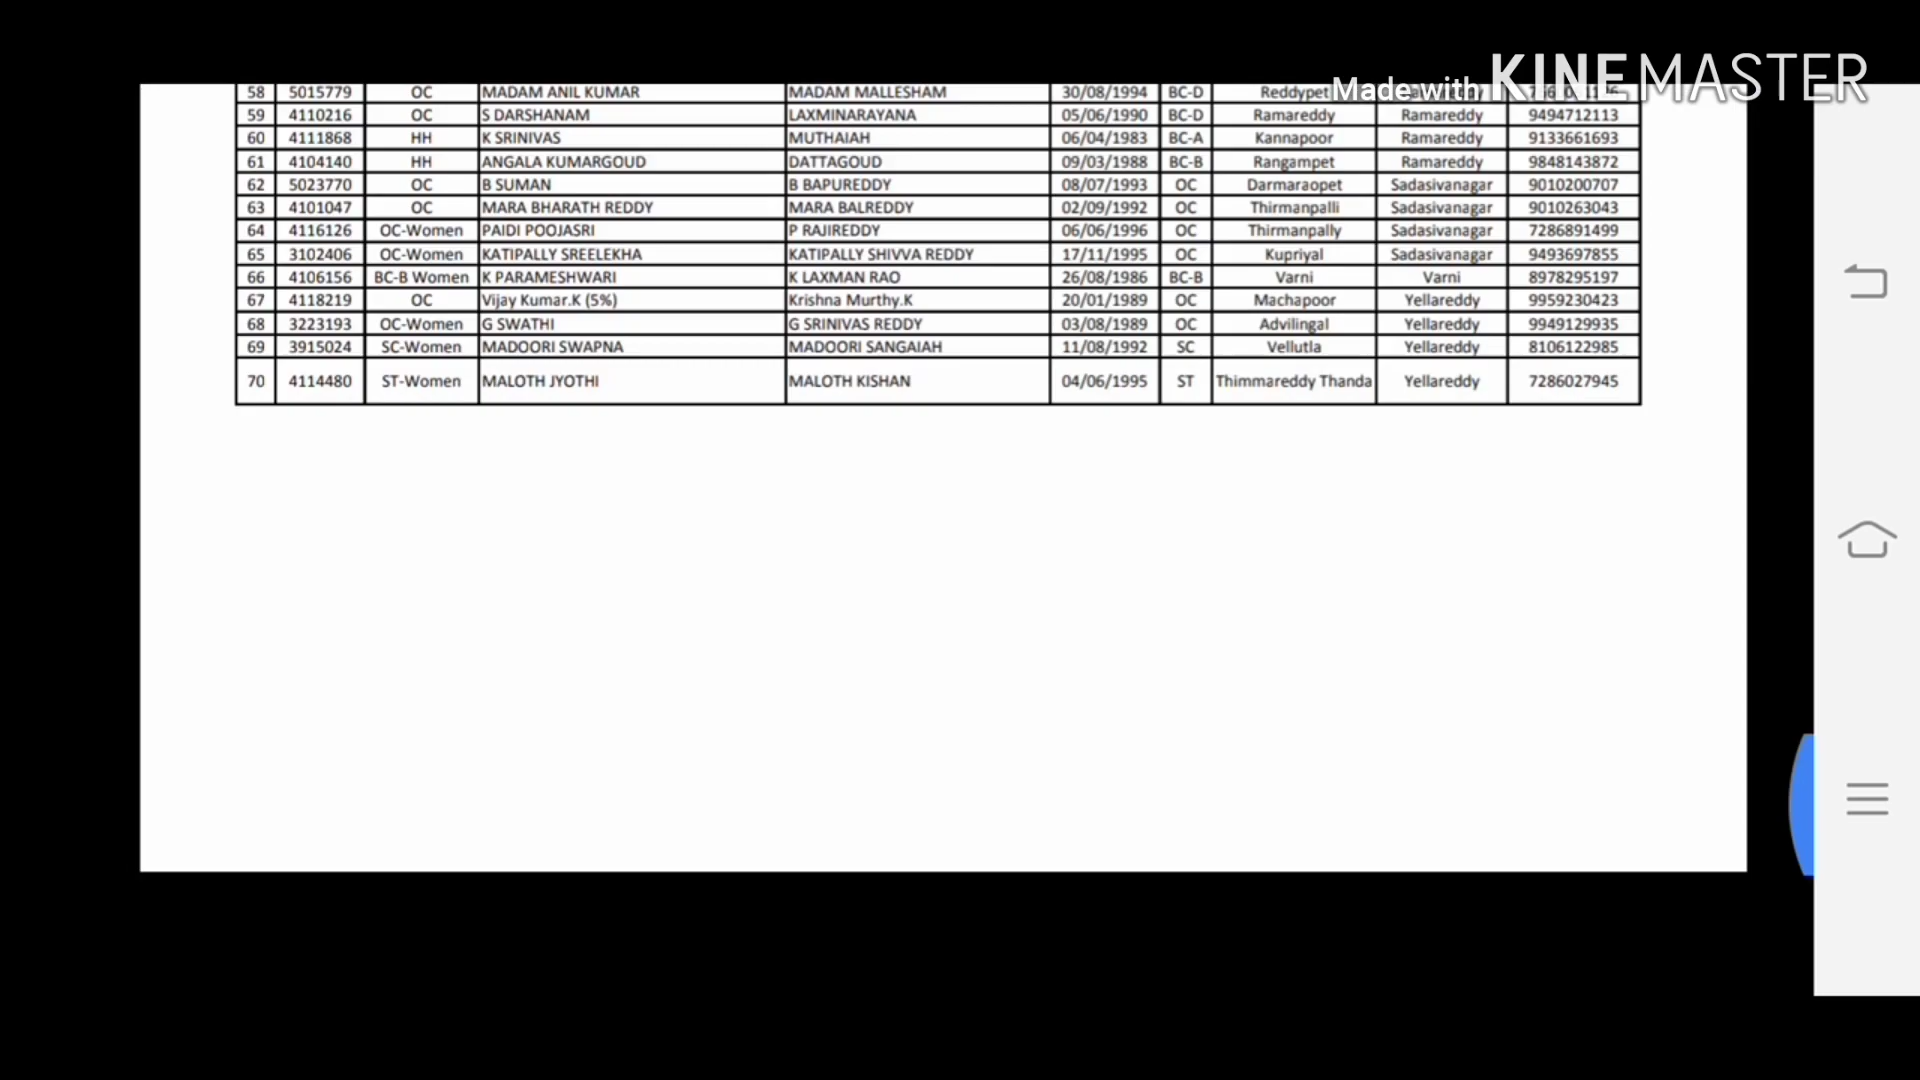 Made with KINEMASTER
58 5015779 OC MADAM ANIL KUMAR MADAM MALLESHAM 30/08/1994 BC-D Reddypet
59 4110216 OC S DARSHANAM LAXMINARAYANA 05/06/1990 BC-D Ramareddy Ramareddy 9494712113
60 4111868 HH K SRINIVAS MUTHAIAH 06/04/1983 BC-A Kannapoor Ramareddy 9133661693
61 4104140 HH ANGALA KUMARGOUD DATTAGOUD 09/03/1988 BC-B Rangampet Ramareddy 9848143872
62 5023770 OC B SUMAN B BAPUREDDY 08/07/1993 OC Darmaraopet Sadasivanagar 9010200707
63 4101047 OC MARA BHARATH REDDY MARA BALREDDY 02/09/1992 OC Thirmanpalli Sadasivanagar 9010263043
64 4116126 OC-Women PAIDI POOJASRI P RAJIREDDY 06/06/1996 OC Thirmanpally Sadasivanagar 7286891499
65 3102406 OC-Women KATIPALLY SREELEKHA KATIPALLY SHIVVA REDDY 17/11/1995 OC Kupriyal Sadasivanagar 9493697855
66 4106156 BC-B Women K PARAMESHWARI K LAXMAN RAO 26/08/1986 BC-B Varni Varni 8978295197
67 4118219 OC Vijay Kumar.K (5%) Krishna Murthy.K 20/01/1989 OC Machapoor Yellareddy 9959230423
68 3223193 OC-Women G SWATHI G SRINIVAS REDDY 03/08/1989 OC Advilingal Yellareddy 9949129935
69 3915024 SC-Women MADOORI SWAPNA MADOORI SANGAIAH 11/08/1992 SC Vellutla Yellareddy 8106122985
70 4114480 ST-Women MALOTH JYOTHI MALOTH KISHAN 04/06/1995 ST Thimmareddy Thanda Yellareddy 7286027945